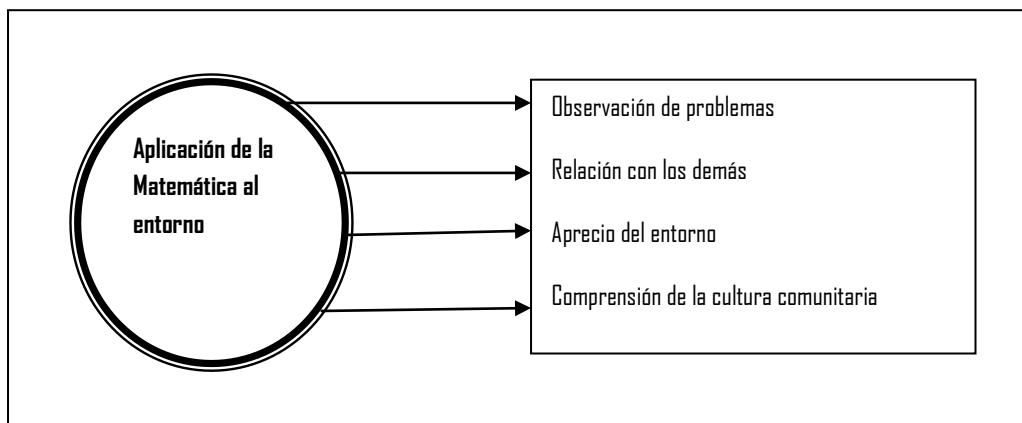 Aplicación de la
Matemática al
entorno
Observación de problemas
Relación con los demás
Aprecio del entorno
Comprensión de la cultura comunitaria